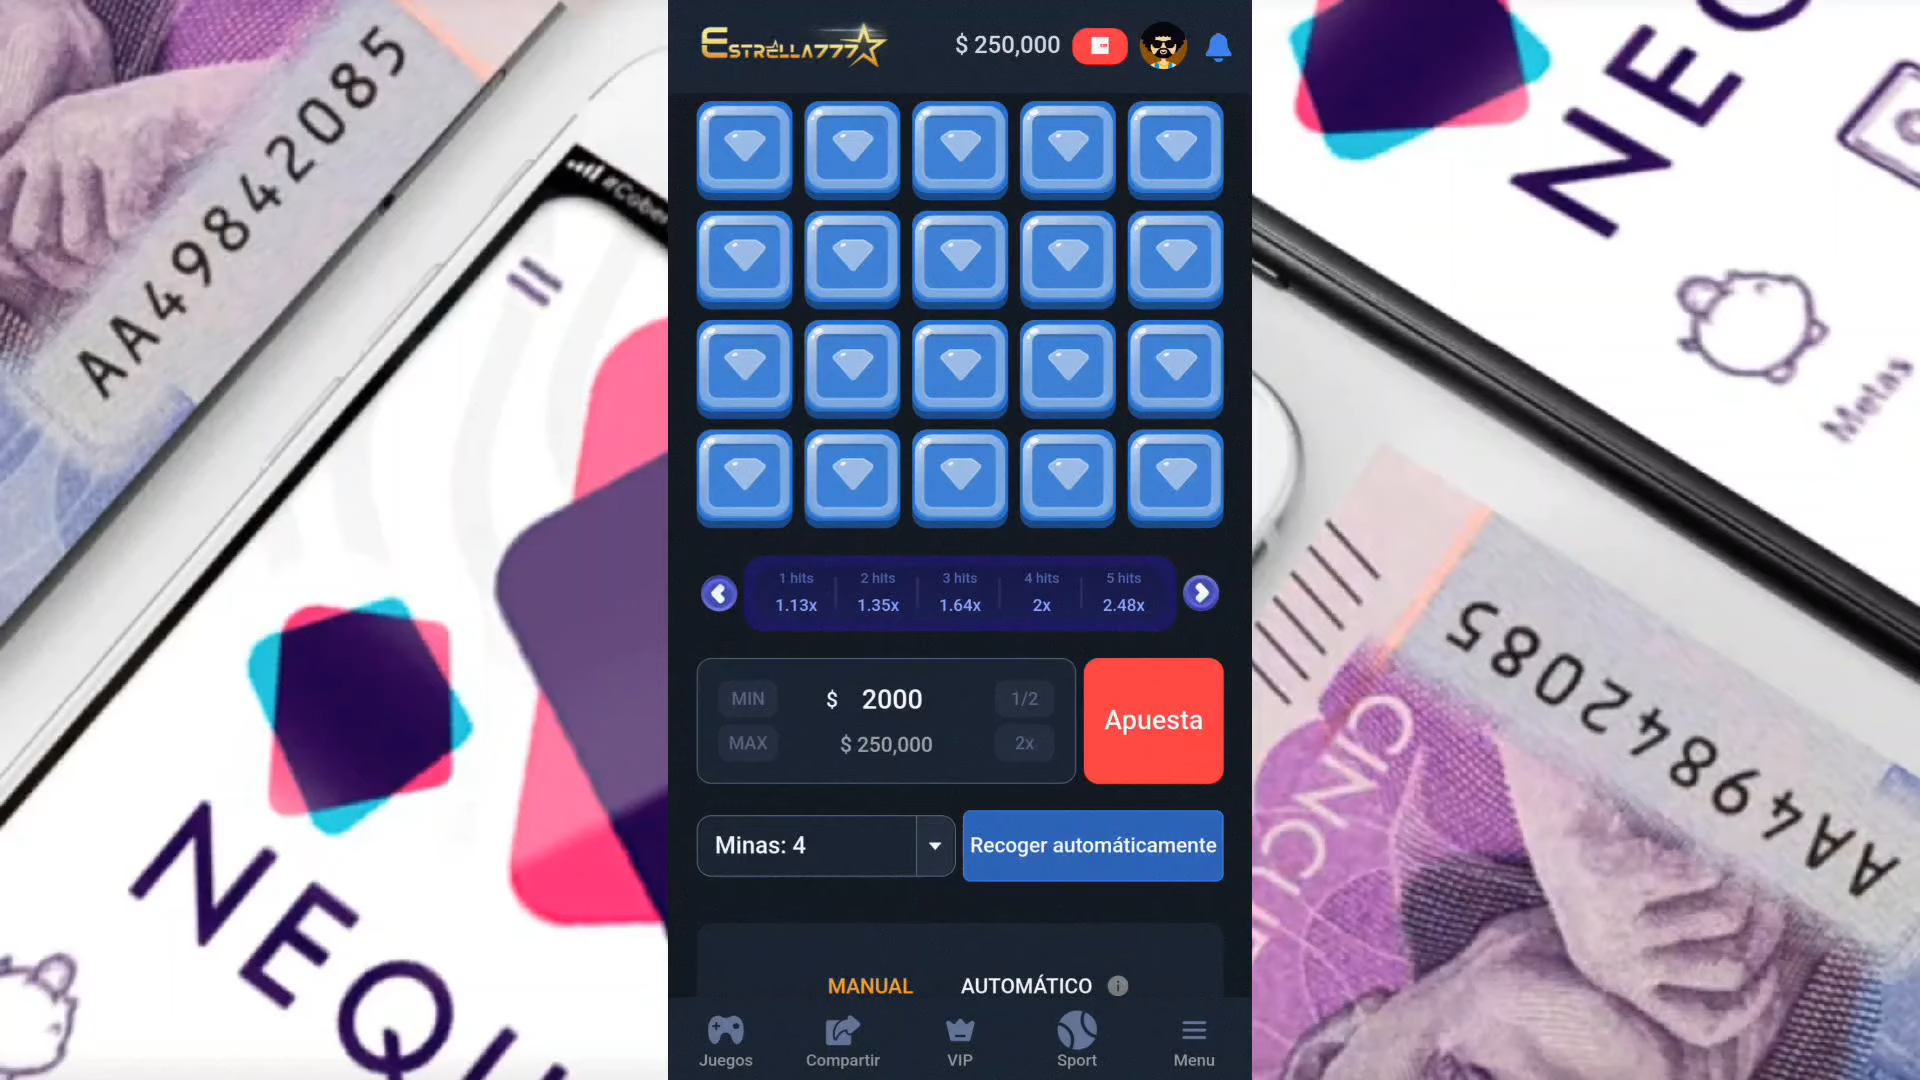 AA49842085
NEQUI
ESTRELLA777
$ 250,000
1 hits
2 hits
3 hits
4 hits
5 hits
1.13x
1.35x
1.64x
2x
2.48x
MIN
$ 2000
1/2
MAX
$ 250,000
2x
Apuesta
Minas: 4
Recoger automáticamente
MANUAL
AUTOMÁTICO
Juegos
Compartir
VIP
Sport
Menu
NEQ
Metas
AA49842085